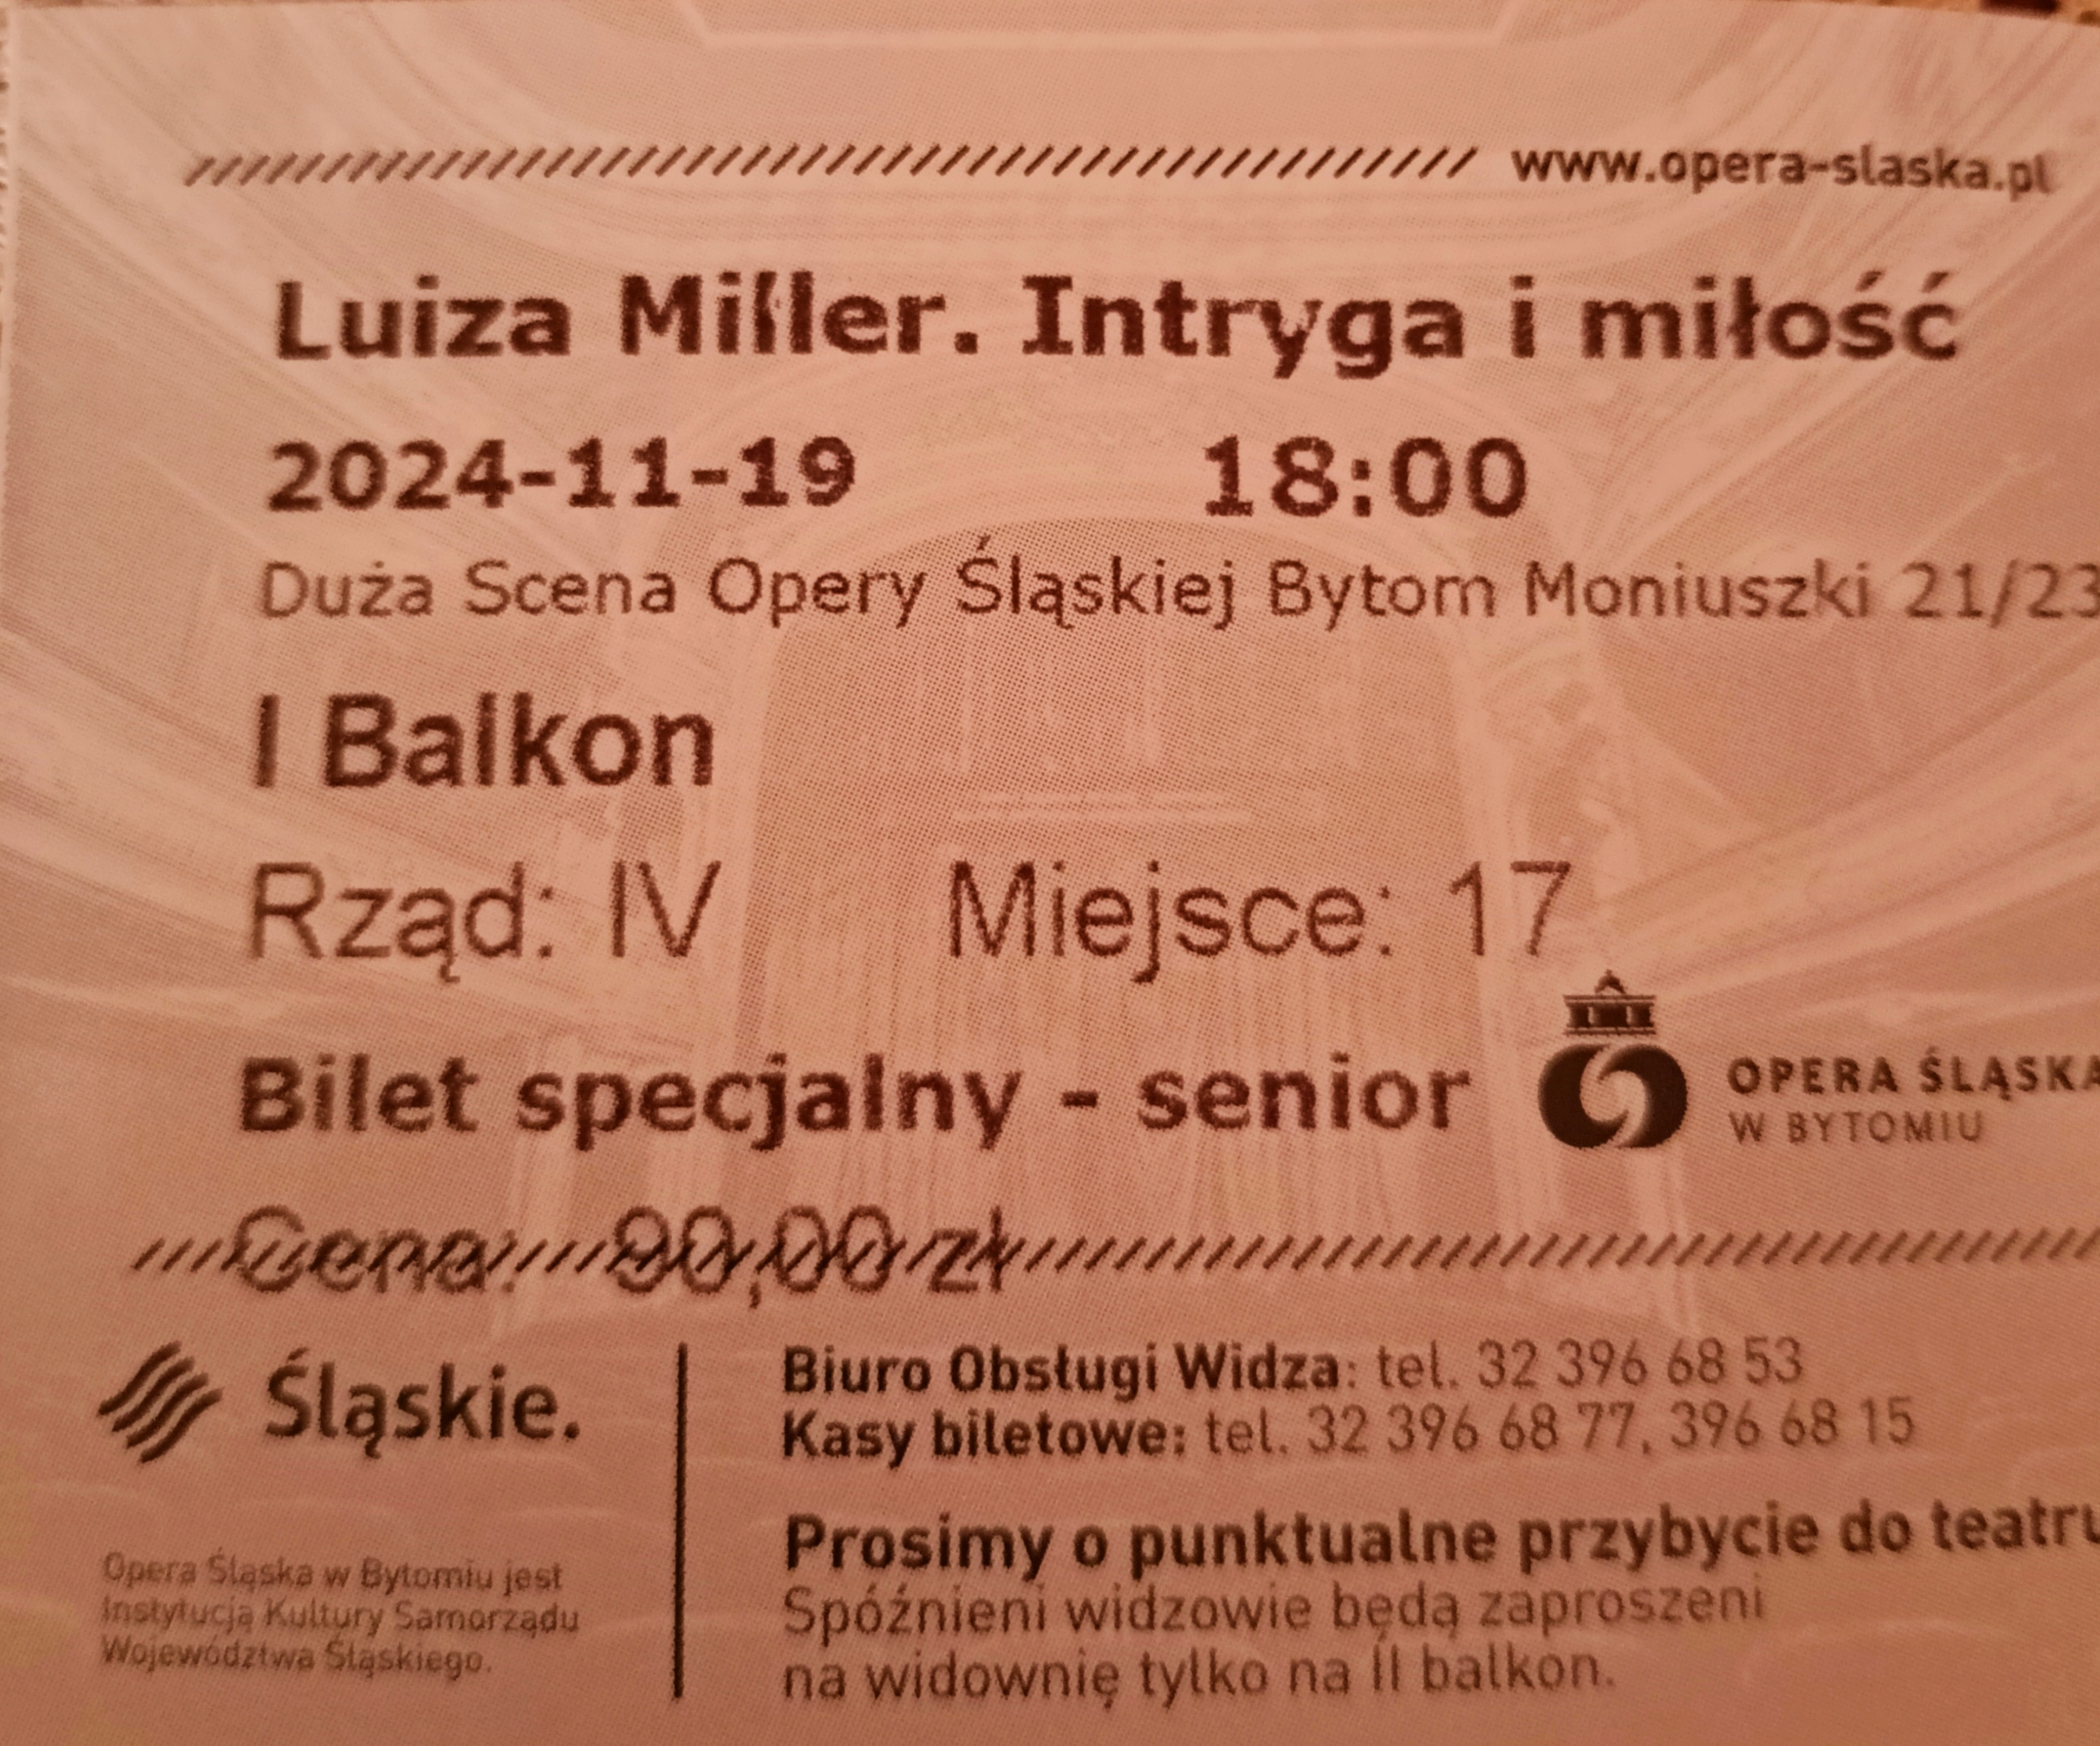 www.opera-slaska.pl
Luiza Miller. Intryga i miłość
2024-11-19 18:00
Duża Scena Opery Śląskiej Bytom Moniuszki 21/23
I Balkon
Rząd: IV Miejsce: 17
Bilet specjalny - senior
OPERA ŚLĄSKA
W BYTOMIU
Cena: 90,00 zł
Śląskie.
Opera Śląska w Bytomiu jest
Instytucją Kultury Samorządu
Województwa Śląskiego.
Biuro Obsługi Widza: tel. 32 396 68 53
Kasy biletowe: tel. 32 396 68 77, 396 68 15
Prosimy o punktualne przybycie do teatru
Spóźnieni widzowie będą zaproszeni
na widownię tylko na II balkon.